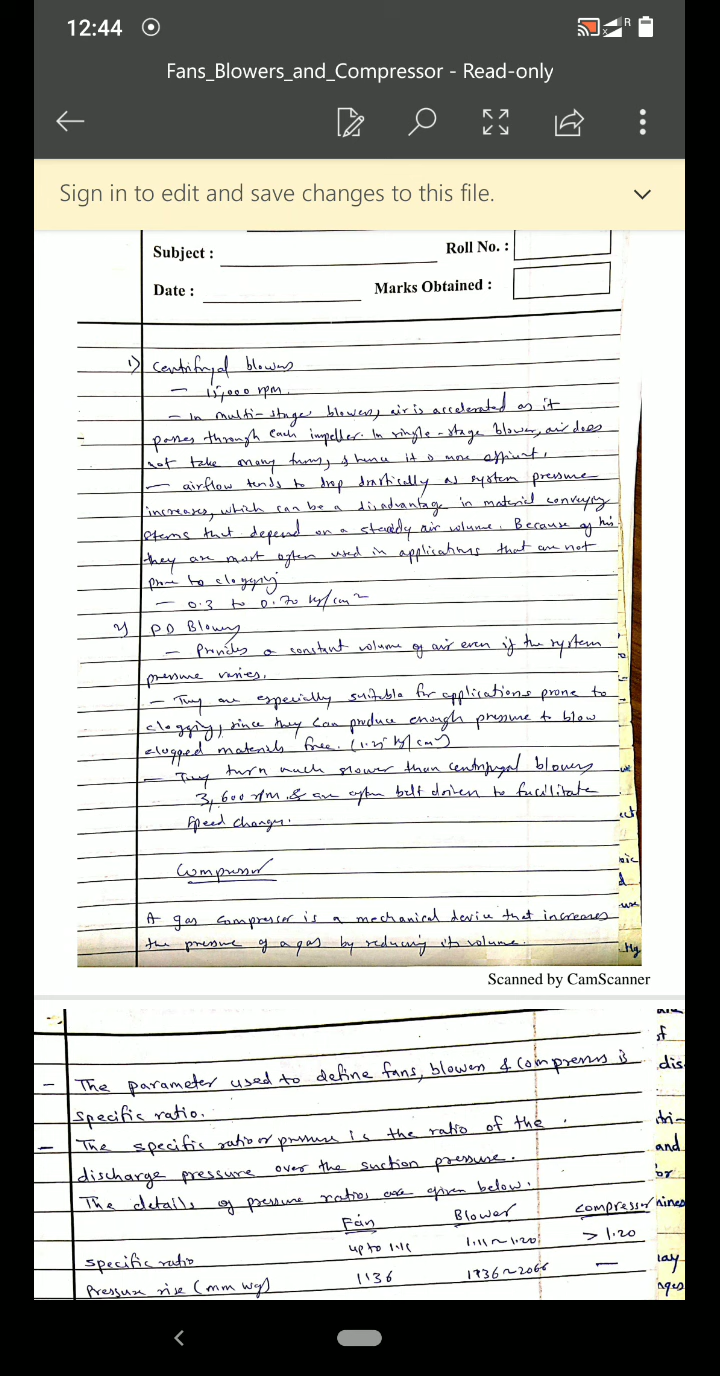 12:44
R
Fans_Blowers_and_Compressor - Read-only
Sign in to edit and save changes to this file.
Subject :
Roll No. :
Date :
Marks Obtained :
1) Centrifugal blowers
— 15,000 rpm.
— In multi-stage blowers, air is accelerated as it
passes through each impeller. In single-stage blower, air does
not take many turns, & hence it is more efficient.
— airflow tends to drop drastically as system pressure
increases, which can be a disadvantage in material conveying
stems that depend on a steady air volume. Because of this
they are most often used in applications that are not
prone to clogging
— 0.3 to 0.70 kg/cm2
2) PD Blowers
— Provides a constant volume of air even if the system
pressure varies.
— They are especially suitable for applications prone to
clogging, since they can produce enough pressure to blow
clogged materials free. (1.25 kg/cm2)
— They turn much slower than centrifugal blowers
3,600 rpm & are often belt driven to facilitate
speed changes.
Compressor
A gas compressor is a mechanical device that increases
the pressure of a gas by reducing its volume.
Scanned by CamScanner
— The parameter used to define fans, blowers & Compressors is
specific ratio.
— The specific ratio or pressure is the ratio of the
discharge pressure over the suction pressure.
The details of pressure ratios are given below.
Fan Blower Compressor
specific ratio up to 1.11 1.11 ~ 1.20 > 1.20
Pressure rise (mm wg) 1136 1136 ~ 2066 —